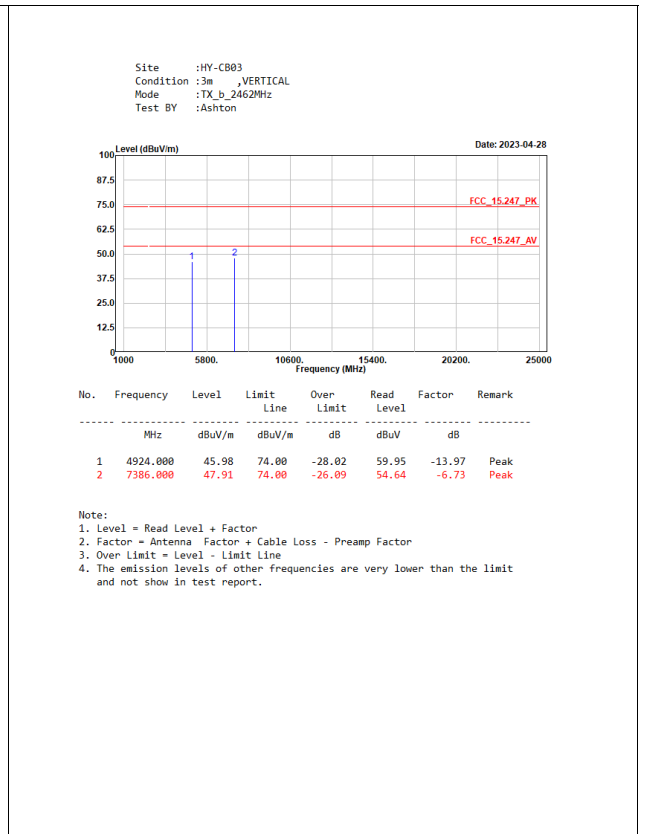 Site :HY-CB03
Condition :3m ,VERTICAL
Mode :TX_b_2462MHz
Test BY :Ashton
Level (dBuV/m) Date: 2023-04-28
100
87.5
75.0 FCC_15.247_PK
62.5
FCC_15.247_AV
50.0 1 2
37.5
25.0
12.5
0
1000 5800. 10600. 15400. 20200. 25000
Frequency (MHz)
No. Frequency Level Limit Over Read Factor Remark
Line Limit Level
------ ----------- -------- --------- --------- -------- -------- ---------
MHz dBuV/m dBuV/m dB dBuV dB
1 4924.000 45.98 74.00 -28.02 59.95 -13.97 Peak
2 7386.000 47.91 74.00 -26.09 54.64 -6.73 Peak
Note:
1. Level = Read Level + Factor
2. Factor = Antenna Factor + Cable Loss - Preamp Factor
3. Over Limit = Level - Limit Line
4. The emission levels of other frequencies are very lower than the limit
and not show in test report.